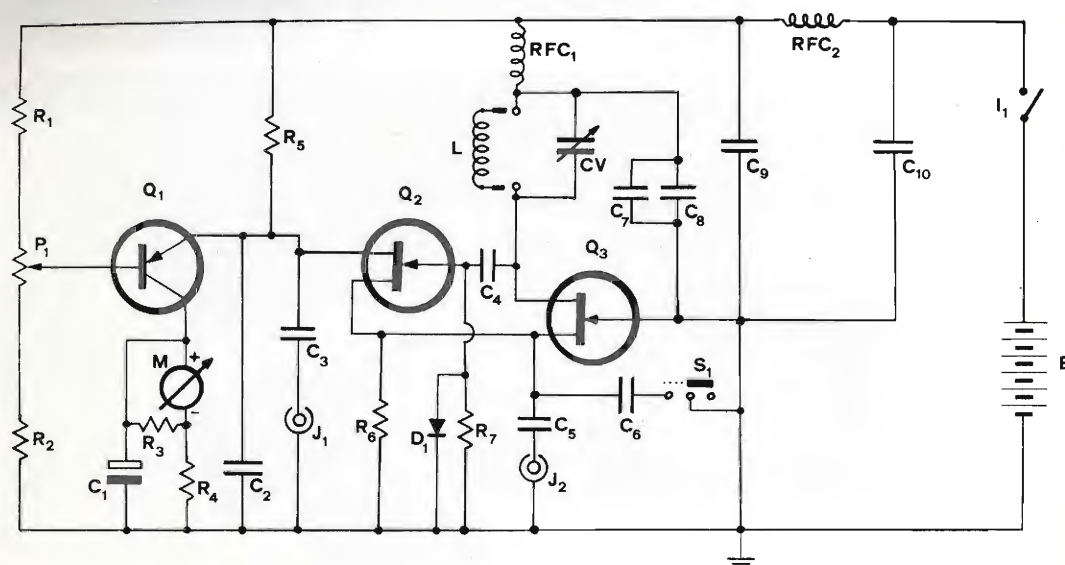 RFC₁
RFC₂
R₁
R₅
I₁
L
CV
C₉
C₁₀
Q₁
Q₂
C₇
C₈
P₁
Q₃
C₄
C₃
M
+
-
S₁
R₃
R₂
J₁
R₆
D₁
R₇
C₅
C₆
C₁
R₄
C₂
J₂